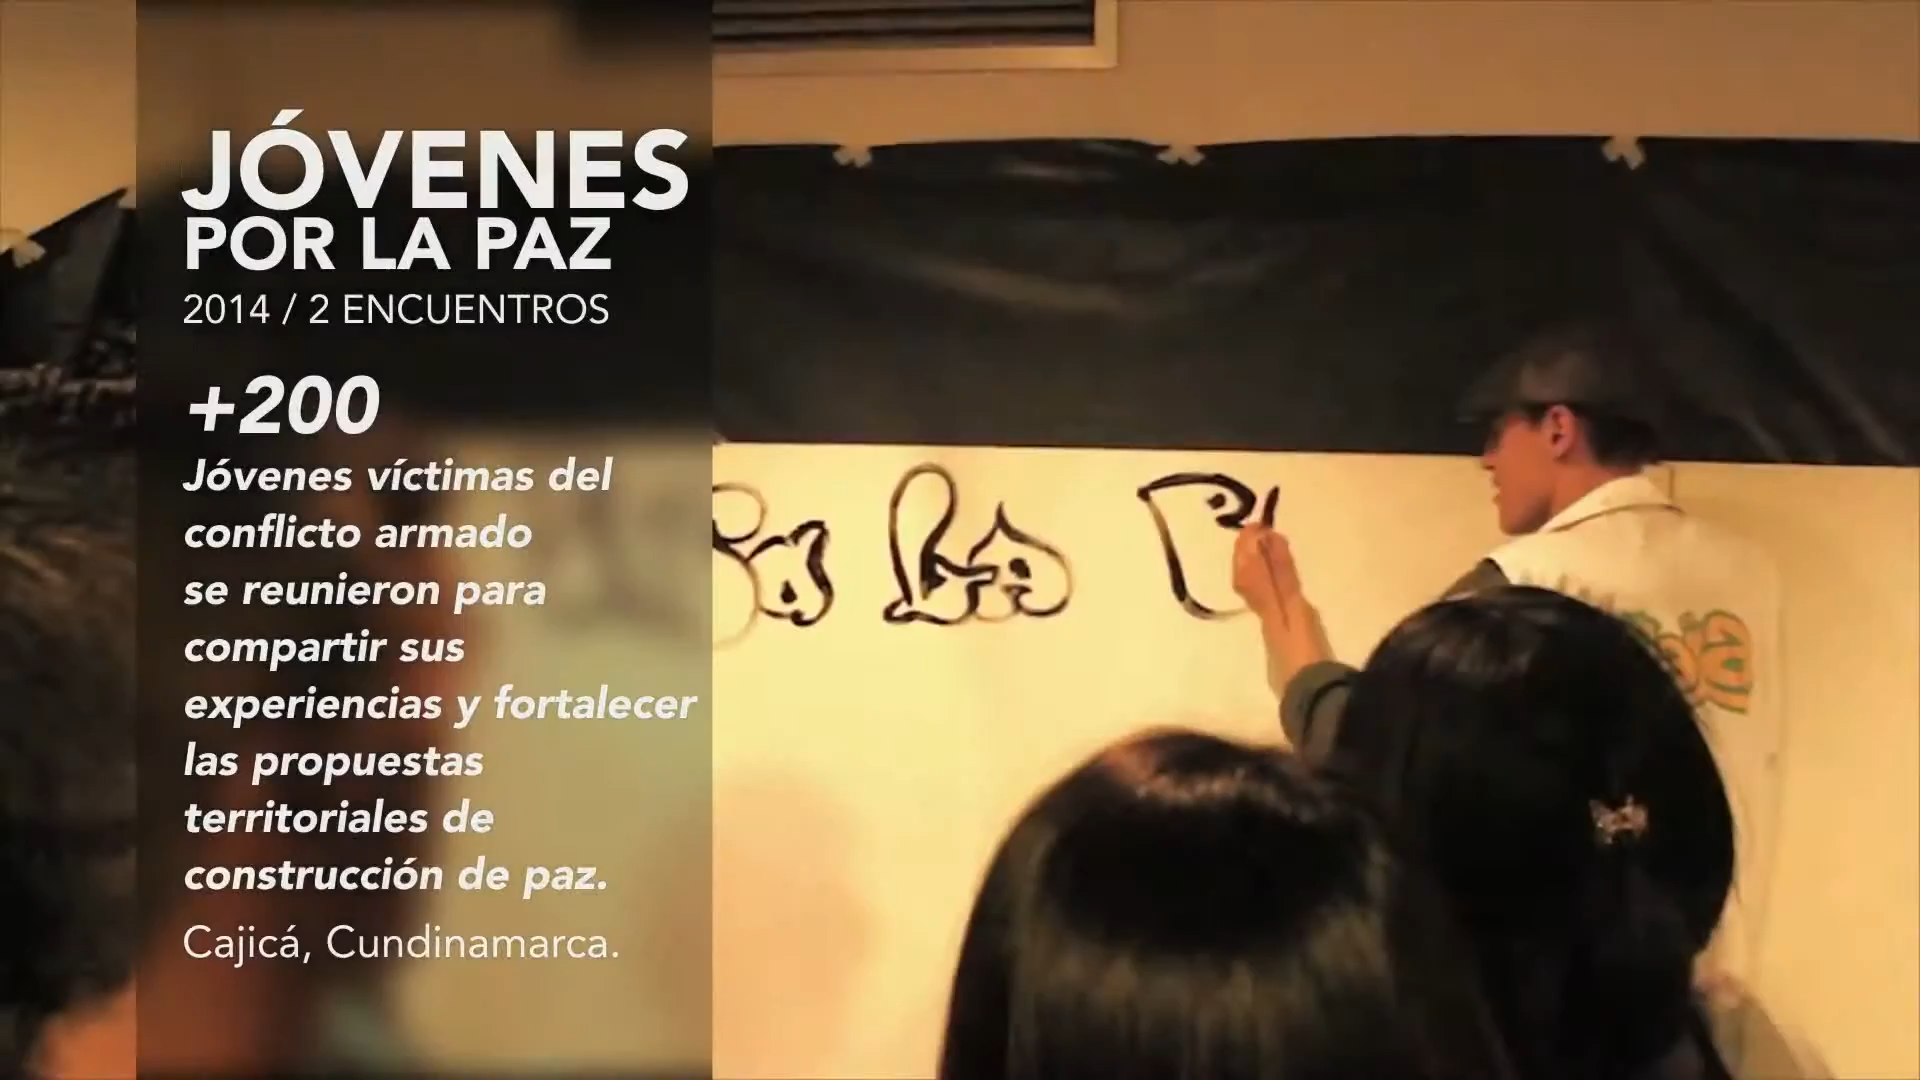 JÓVENES
POR LA PAZ
2014 / 2 ENCUENTROS
+200
Jóvenes víctimas del
conflicto armado
se reunieron para
compartir sus
experiencias y fortalecer
las propuestas
territoriales de
construcción de paz.
Cajicá, Cundinamarca.